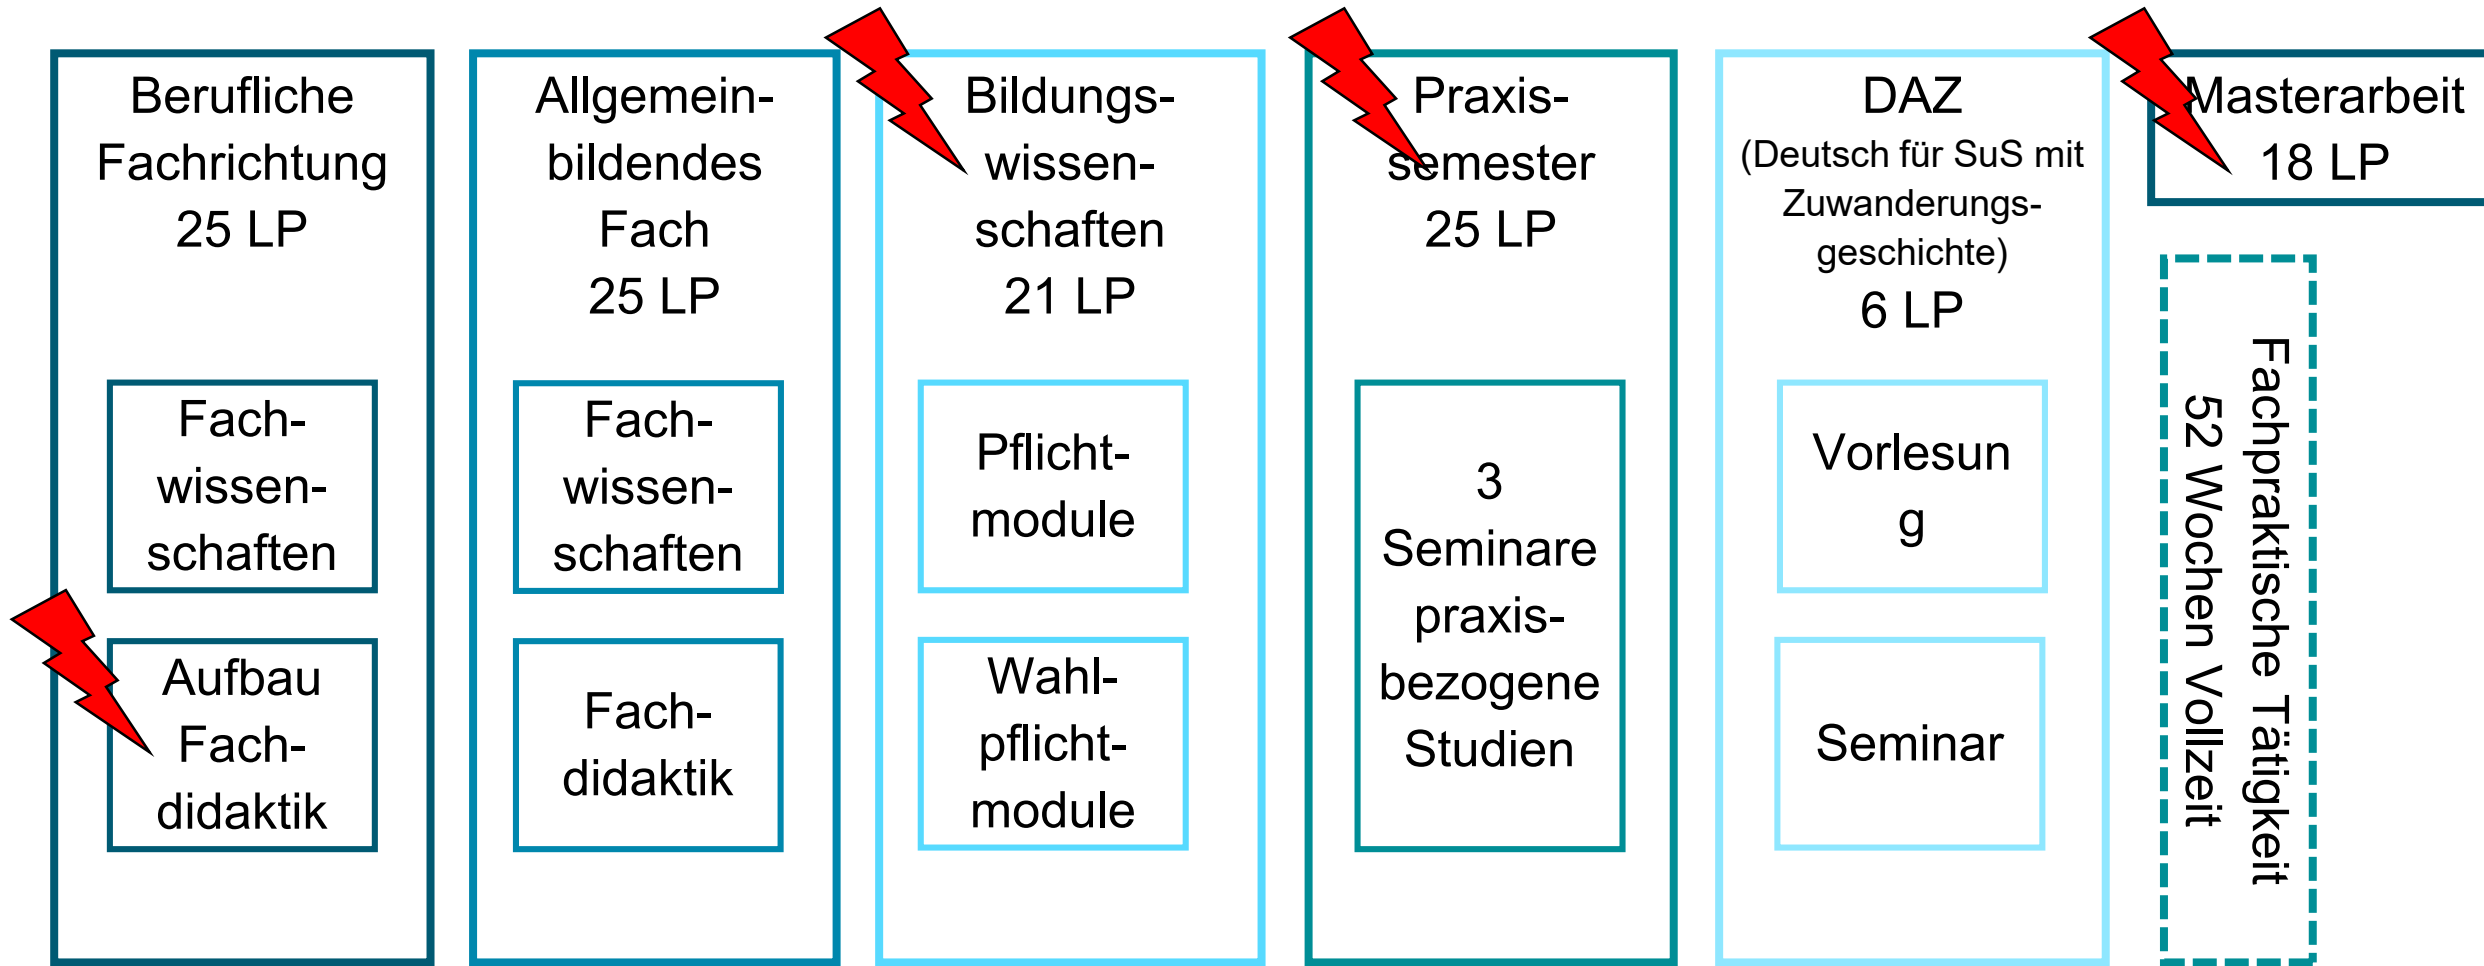 Berufliche
Fachrichtung
25 LP
Fach-
wissen-
schaften
Aufbau
Fach-
didaktik
Allgemein-
bildendes
Fach
25 LP
Fach-
wissen-
schaften
Fach-
didaktik
Bildungs-
wissen-
schaften
21 LP
Pflicht-
module
Wahl-
pflicht-
module
Praxis-
semester
25 LP
3
Seminare
praxis-
bezogene
Studien
DAZ
(Deutsch für SuS mit
Zuwanderungs-
geschichte)
6 LP
Vorlesun
g
Seminar
Masterarbeit
18 LP
Fachpraktische Tätigkeit
52 Wochen Vollzeit